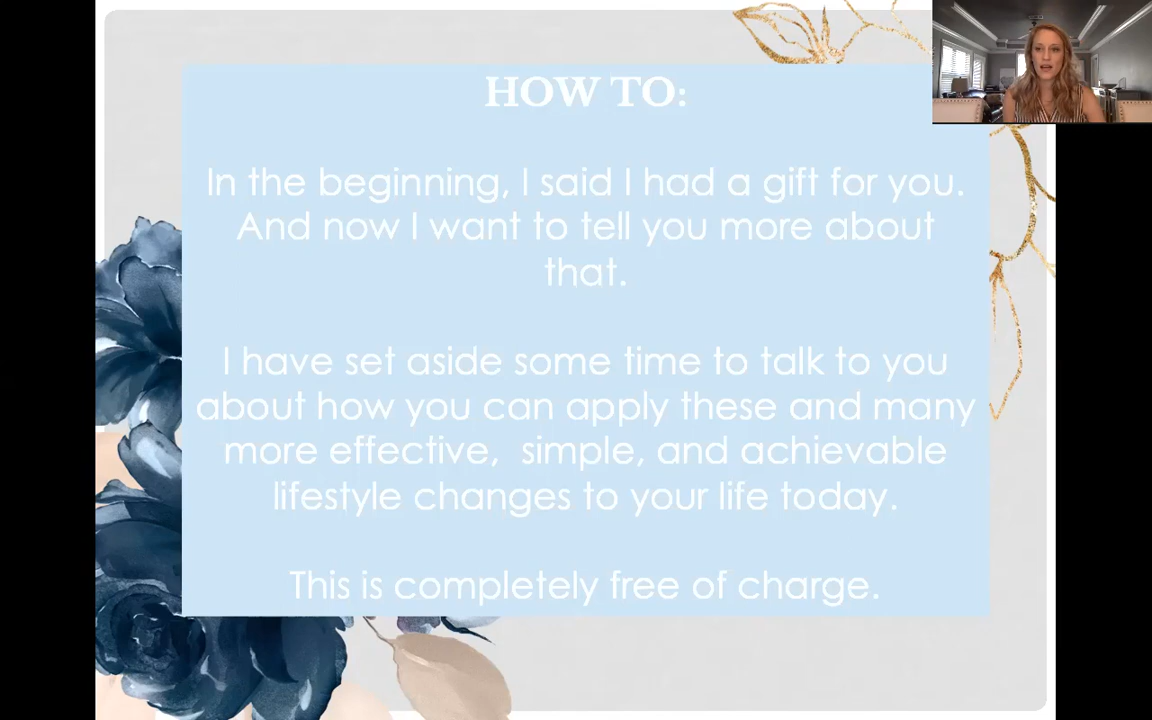 HOW TO:
In the beginning, I said I had a gift for you.
And now I want to tell you more about
that.
I have set aside some time to talk to you
about how you can apply these and many
more effective,  simple, and achievable
lifestyle changes to your life today.
This is completely free of charge.